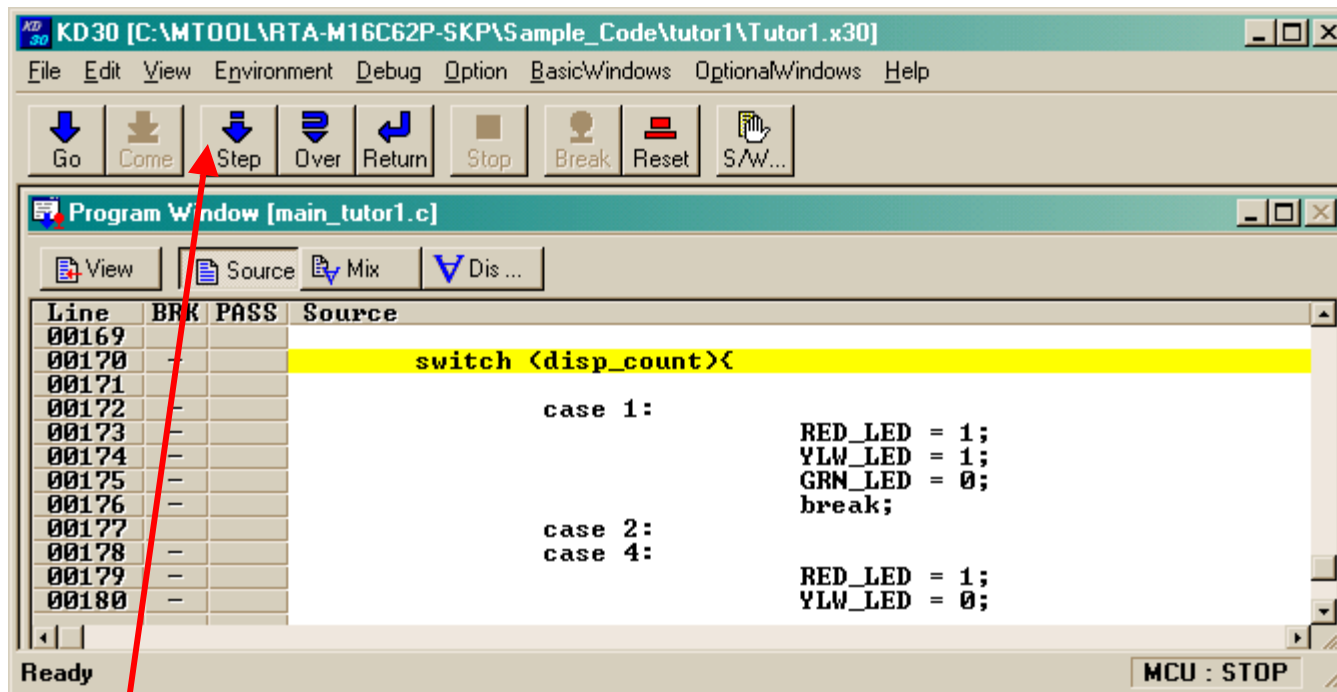 KD30 [C:\MTOOL\RTA-M16C62P-SKP\Sample_Code\tutor1\Tutor1.x30]
File Edit View Environment Debug Option BasicWindows OptionalWindows Help
Go Come Step Over Return Stop Break Reset S/W...
Program Window [main_tutor1.c]
View Source Mix Dis ...
Line BRK PASS Source
00169
00170 - switch (disp_count){
00171
00172 - case 1:
00173 - RED_LED = 1;
00174 - YLW_LED = 1;
00175 - GRN_LED = 0;
00176 - break;
00177 case 2:
00178 - case 4:
00179 - RED_LED = 1;
00180 - YLW_LED = 0;
Ready MCU : STOP